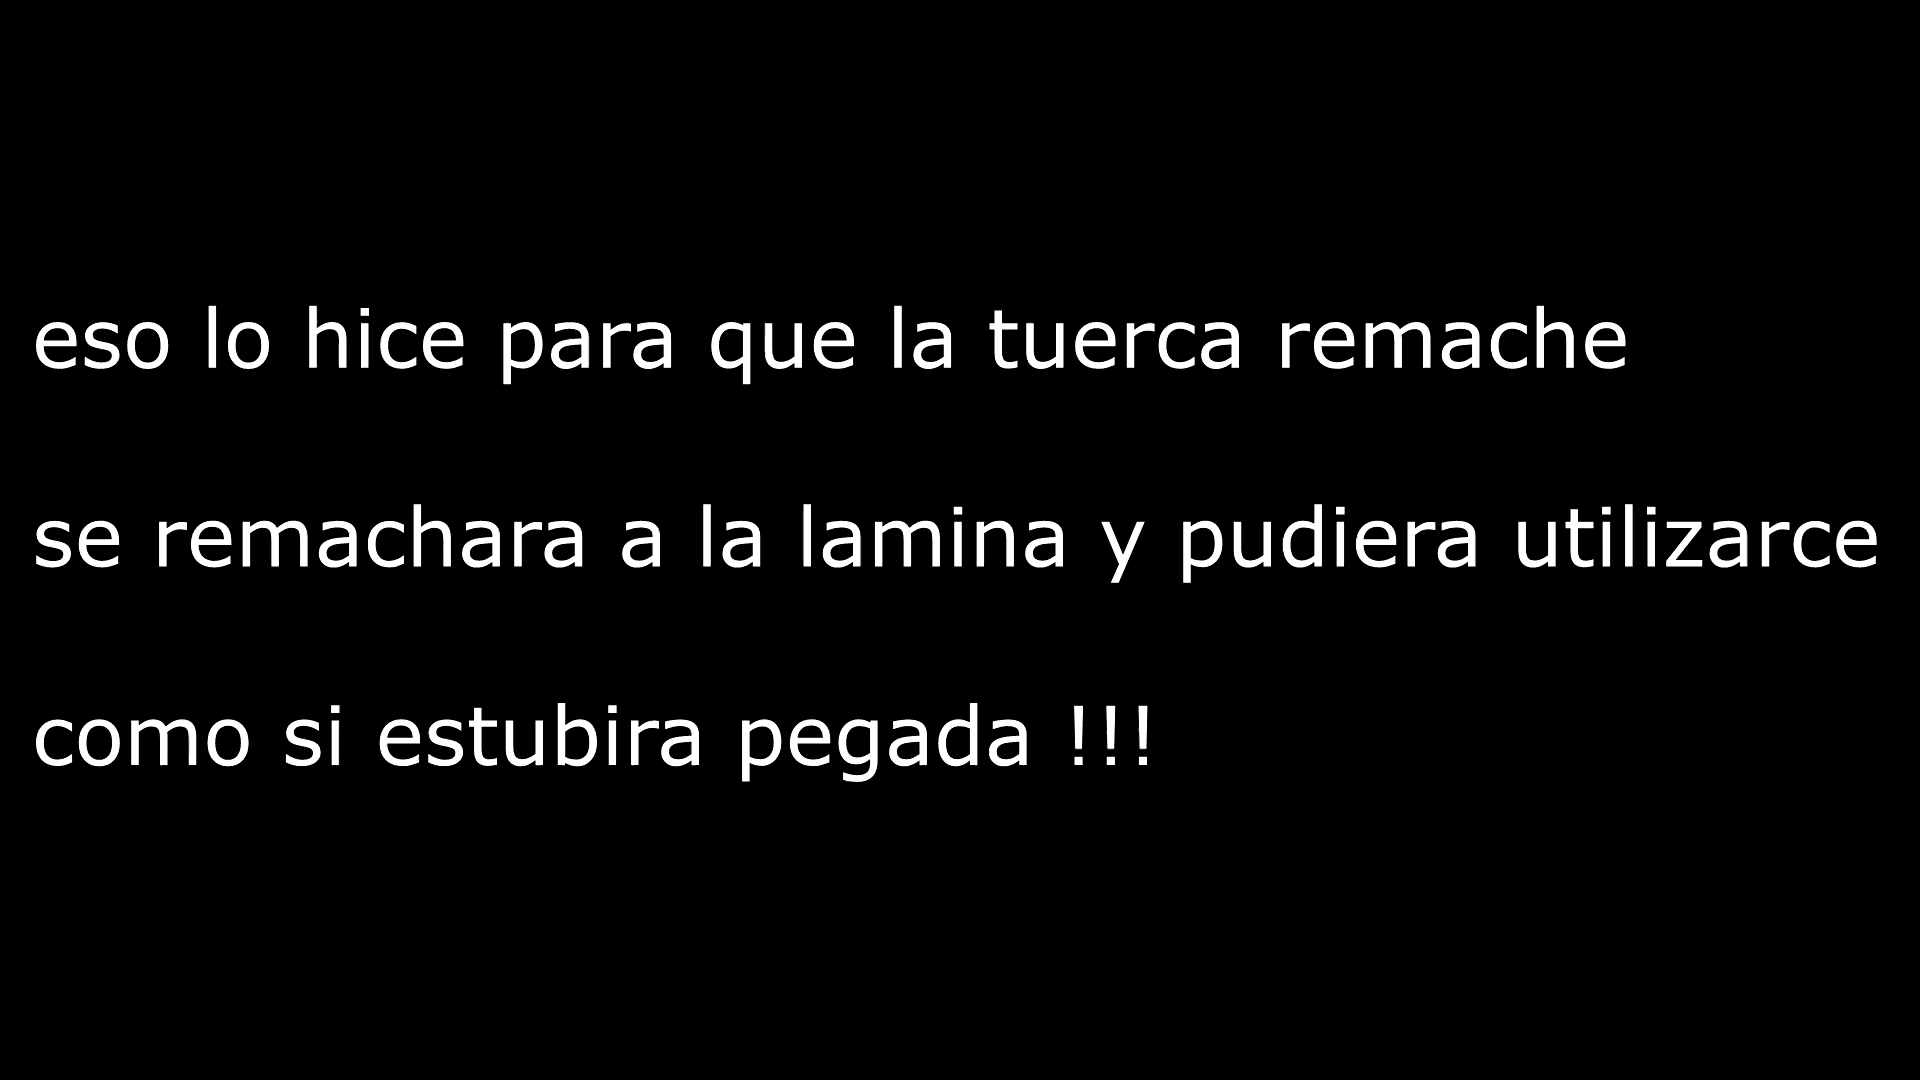 eso lo hice para que la tuerca remache
se remachara a la lamina y pudiera utilizarce
como si estubira pegada !!!